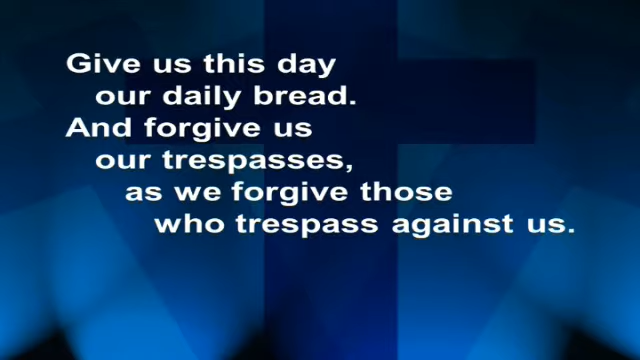 Give us this day
our daily bread.
And forgive us
our trespasses,
as we forgive those
who trespass against us.